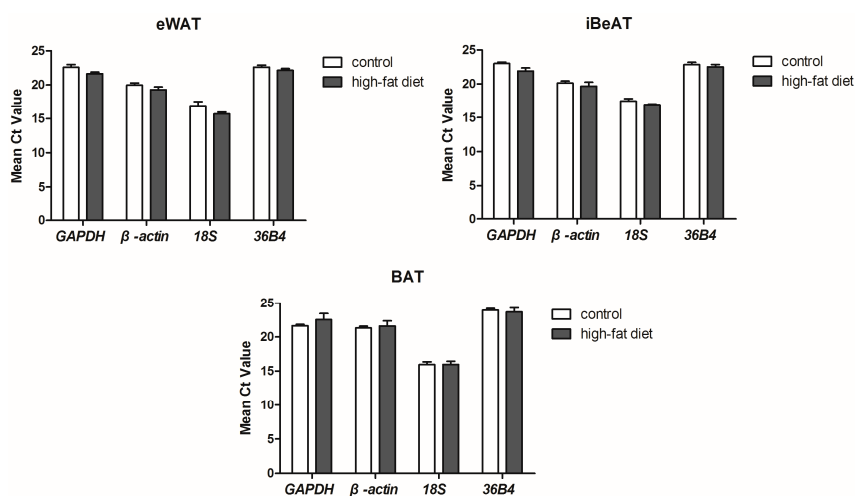 eWAT
Mean Ct Value
25
20
15
10
5
0
GAPDH β -actin 18S 36B4
control
high-fat diet
iBeAT
Mean Ct Value
25
20
15
10
5
0
GAPDH β -actin 18S 36B4
control
high-fat diet
BAT
Mean Ct Value
25
20
15
10
5
0
GAPDH β -actin 18S 36B4
control
high-fat diet